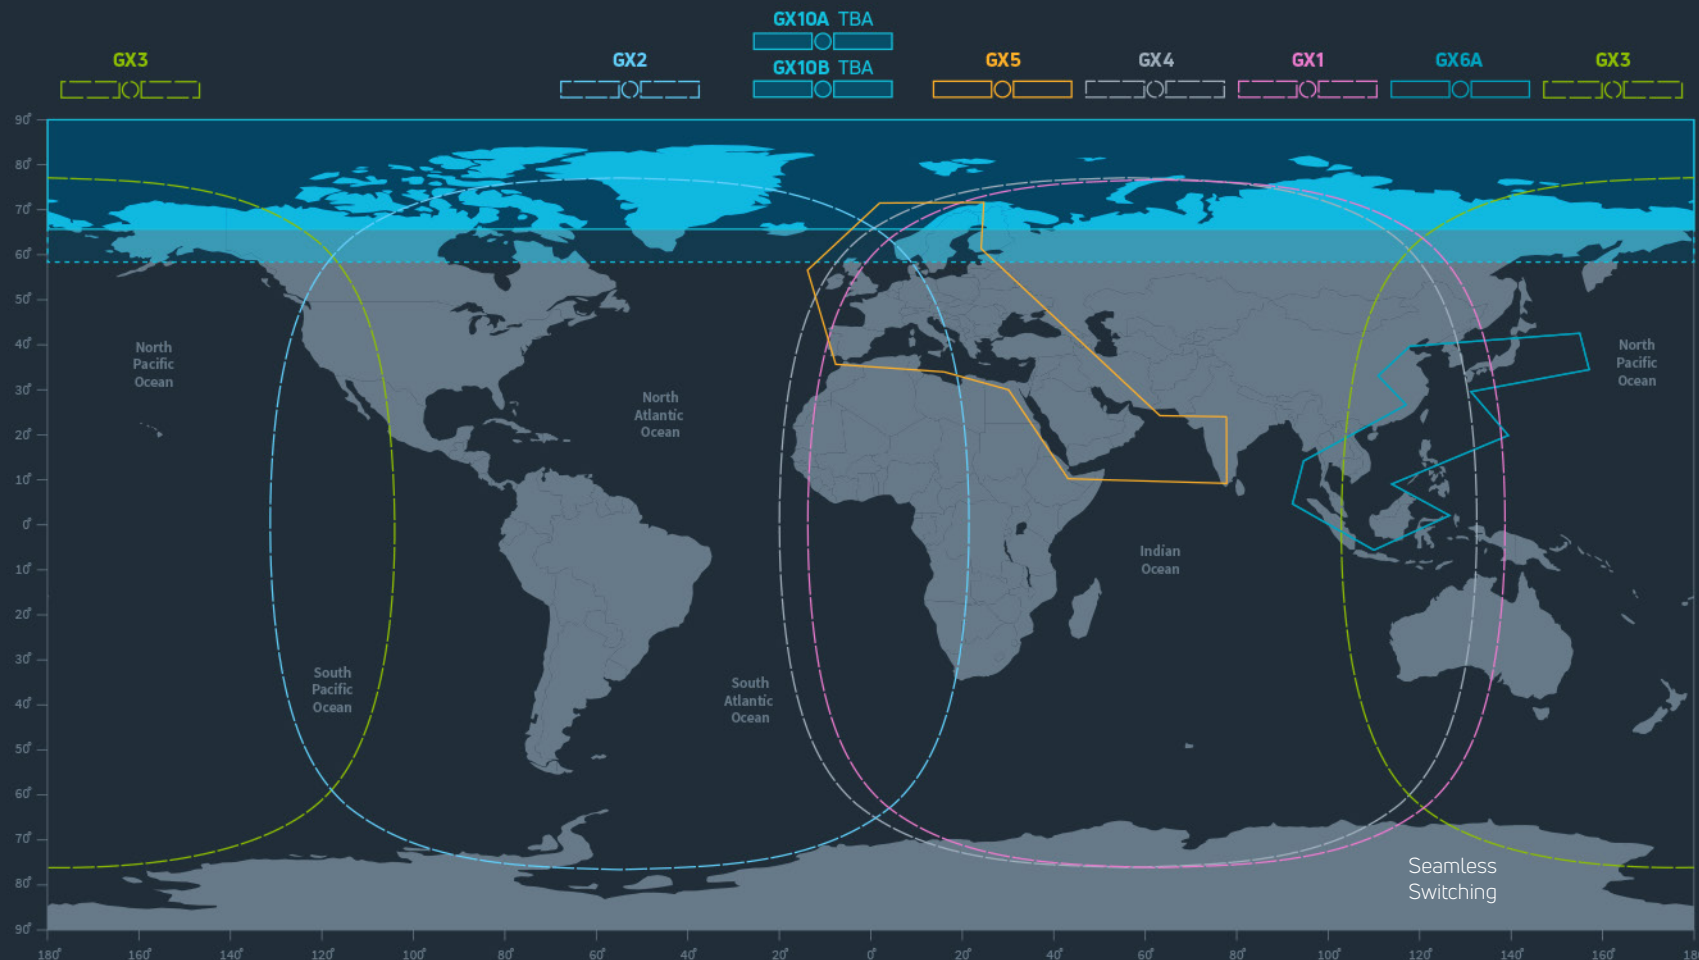 GX10A TBA
GX10B TBA
GX3
GX2
GX5
GX4
GX1
GX6A
GX3
90°
80°
70°
60°
50°
40°
30°
20°
10°
0°
10°
20°
30°
40°
50°
60°
70°
80°
90°
North
Pacific
Ocean
North
Atlantic
Ocean
North
Pacific
Ocean
Indian
Ocean
South
Pacific
Ocean
South
Atlantic
Ocean
Seamless
Switching
180° 160° 140° 120° 100° 80° 60° 40° 20° 0° 20° 40° 60° 80° 100° 120° 140° 160° 18